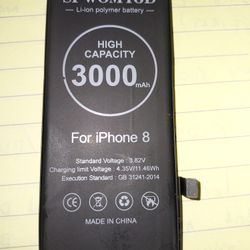 Li-ion polymer battery
HIGH
CAPACITY
3000mAh
For iPhone 8
Standard Voltage : 3.82V
Charging limit Voltage : 4.35V/11.46Wh
Execution Standard : GB 31241-2014
MADE IN CHINA